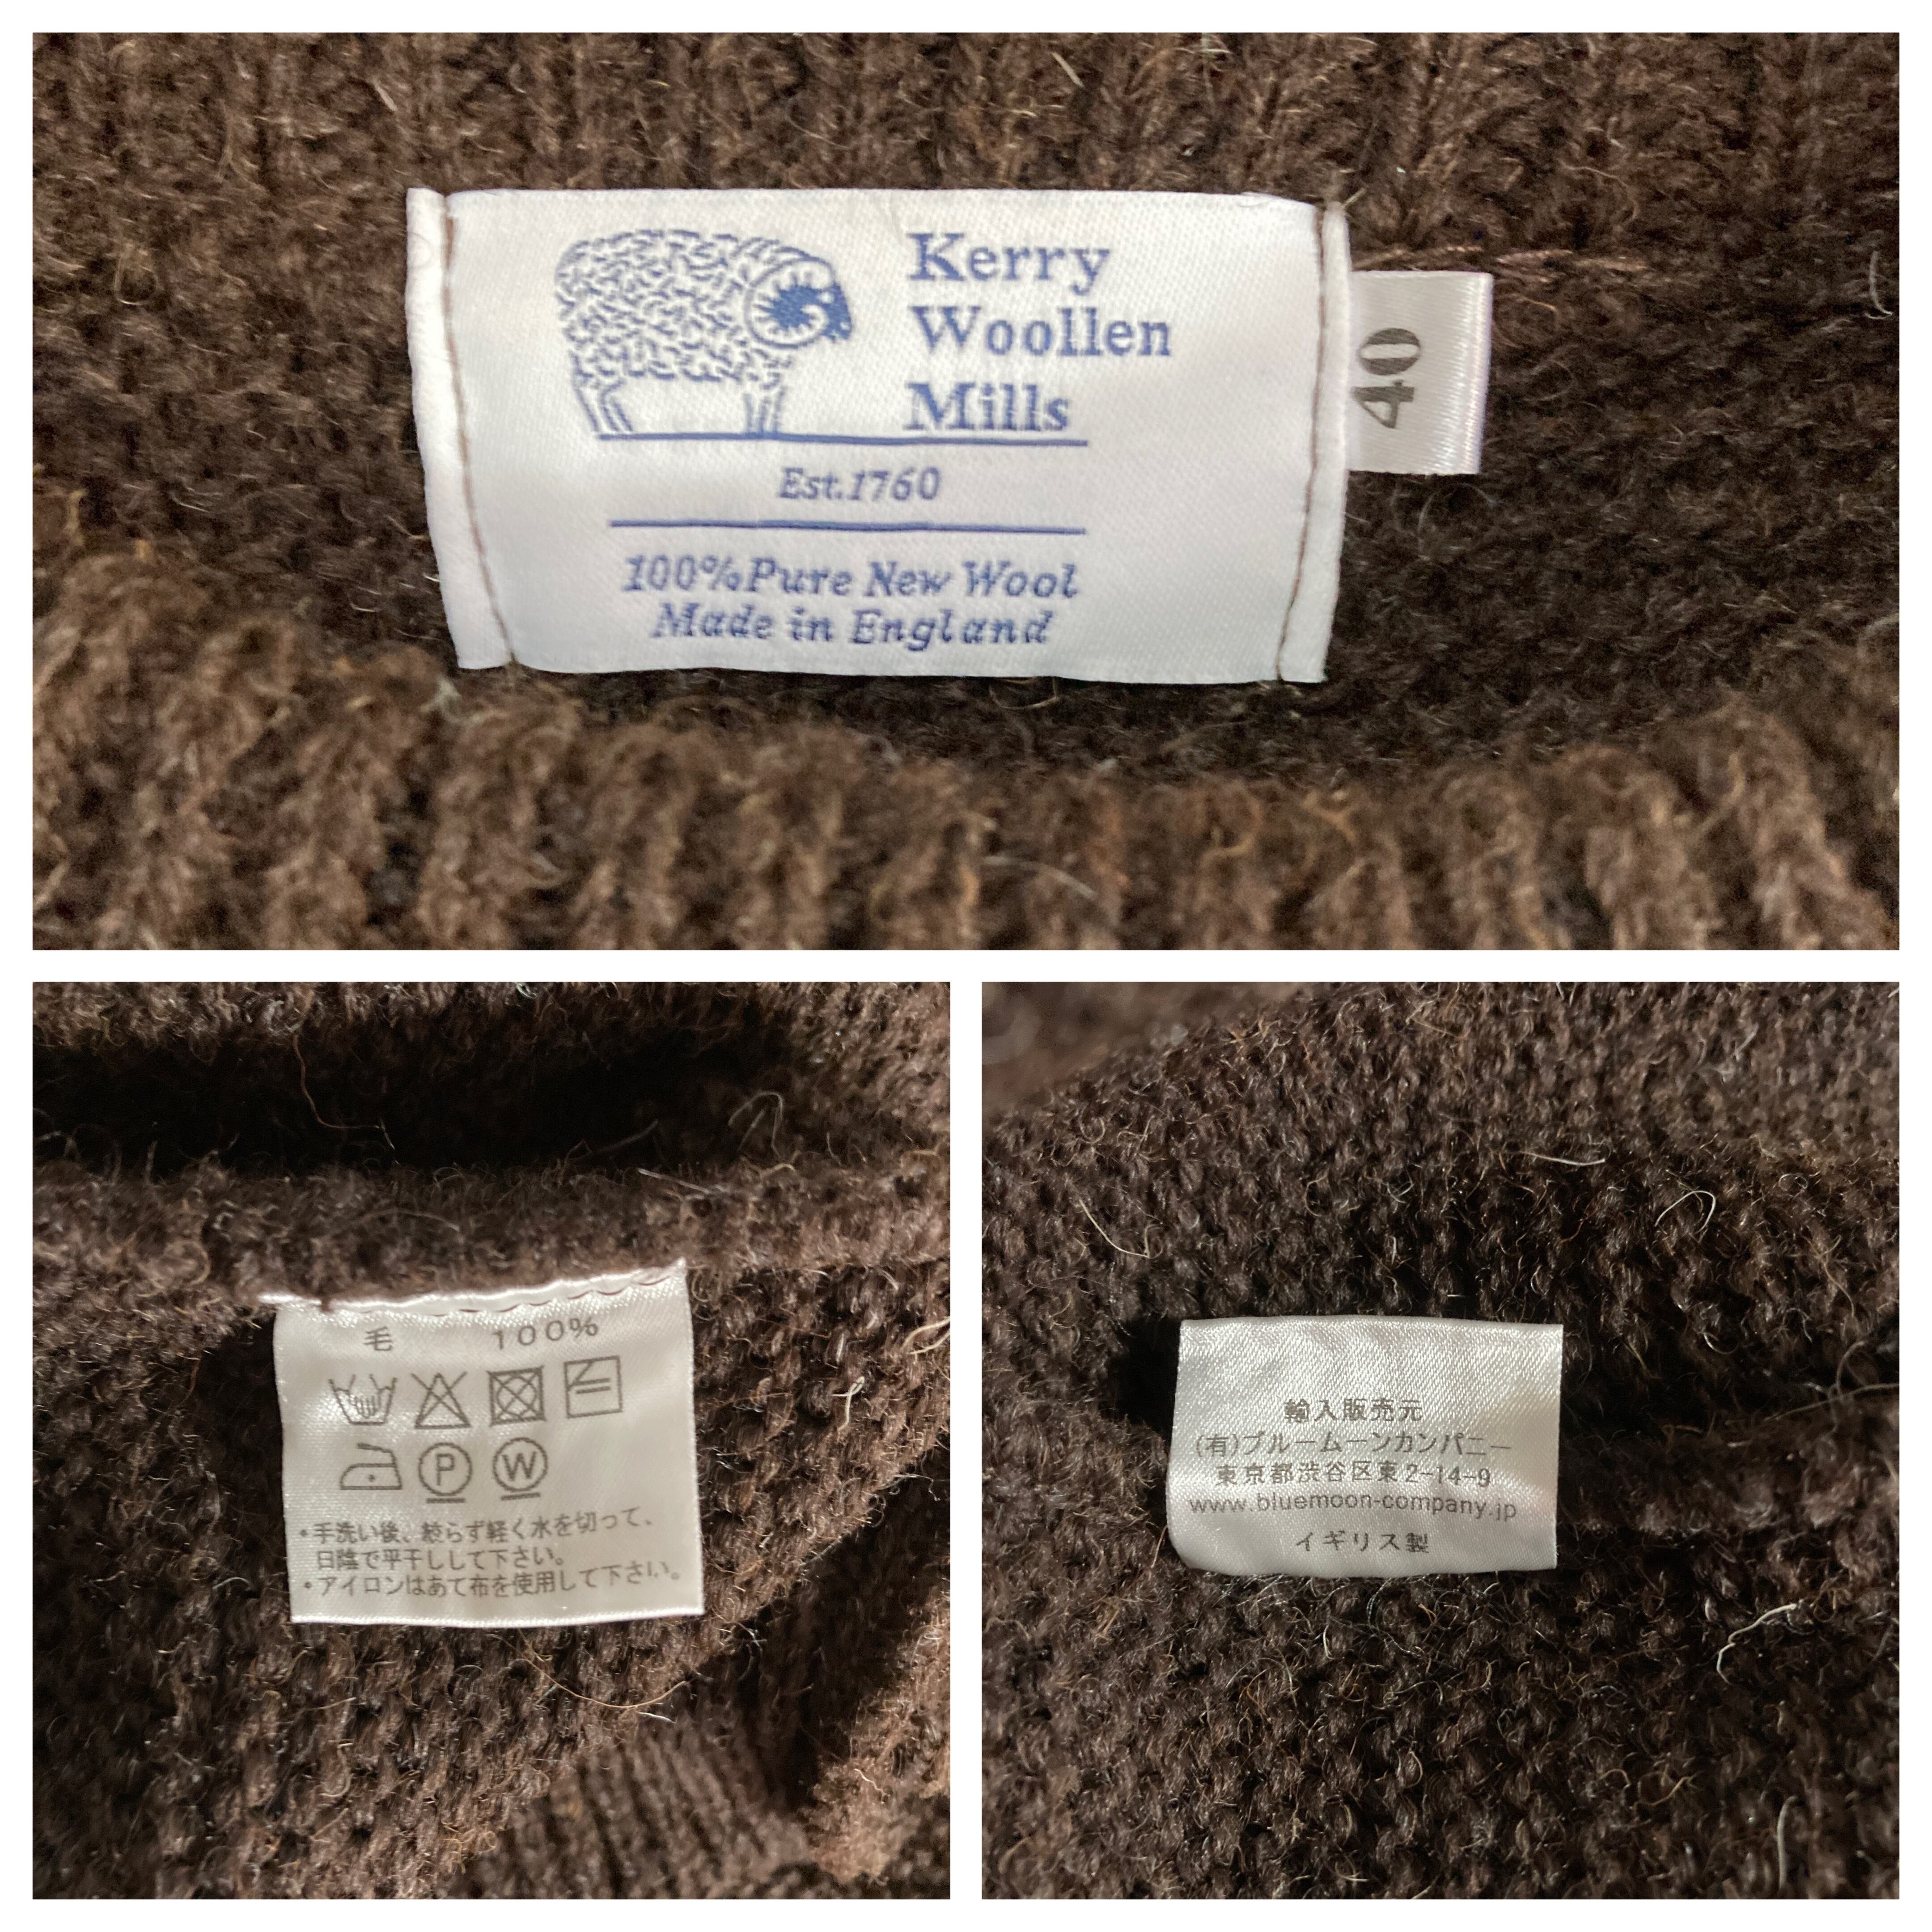 Kerry
Woollen
Mills
Est.1760
100%Pure New Wool
Made in England
40
毛 100%
P W
・手洗い後、絞らず軽く水を切って、
日陰で平干しして下さい。
・アイロンはあて布を使用して下さい。
輸入販売元
(有)ブルームーンカンパニー
東京都渋谷区東2-14-9
www.bluemoon-company.jp
イギリス製